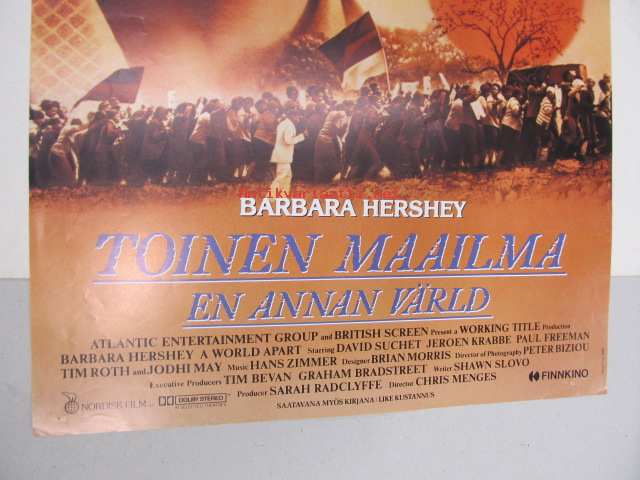 BARBARA HERSHEY
TOINEN MAAILMA
EN ANNAN VÄRLD
ATLANTIC ENTERTAINMENT GROUP and BRITISH SCREEN Present a WORKING TITLE Production
BARBARA HERSHEY A WORLD APART Starring DAVID SUCHET JEROEN KRABBE PAUL FREEMAN
TIM ROTH and JODHI MAY Music HANS ZIMMER Designer BRIAN MORRIS Director of Photography PETER BIZIOU
Executive Producers TIM BEVAN GRAHAM BRADSTREET Writer SHAWN SLOVO
Producer SARAH RADCLYFFE Director CHRIS MENGES
NORDISK FILM
DOLBY STEREO
FINNKINO
SAATAVANA MYÖS KIRJANA / LIKE KUSTANNUS